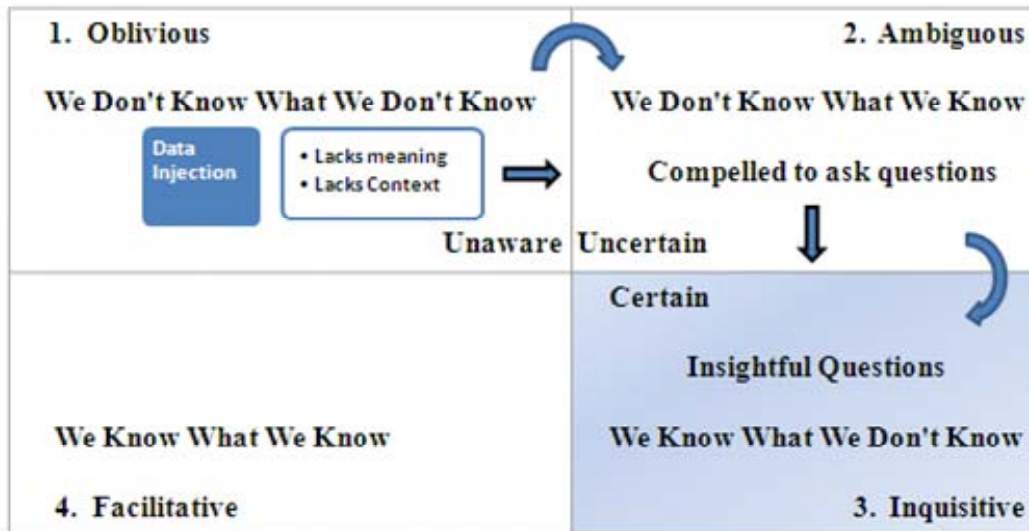 1. Oblivious
We Don't Know What We Don't Know
Data
Injection
• Lacks meaning
• Lacks Context
Unaware
2. Ambiguous
We Don't Know What We Know
Compelled to ask questions
Uncertain
Certain
Insightful Questions
We Know What We Don't Know
3. Inquisitive
We Know What We Know
4. Facilitative